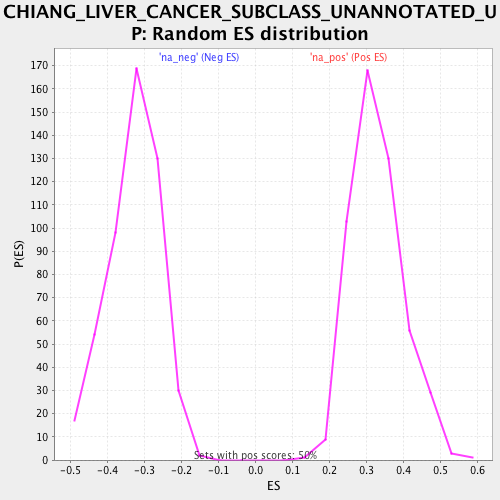 CHIANG_LIVER_CANCER_SUBCLASS_UNANNOTATED_U
P: Random ES distribution
'na_neg' (Neg ES) 'na_pos' (Pos ES)
170
160
150
140
130
120
110
100
90
80
70
60
50
40
30
20
10
0
P(ES)
Sets with pos scores: 50%
-0.5 -0.4 -0.3 -0.2 -0.1 0.0 0.1 0.2 0.3 0.4 0.5 0.6
ES